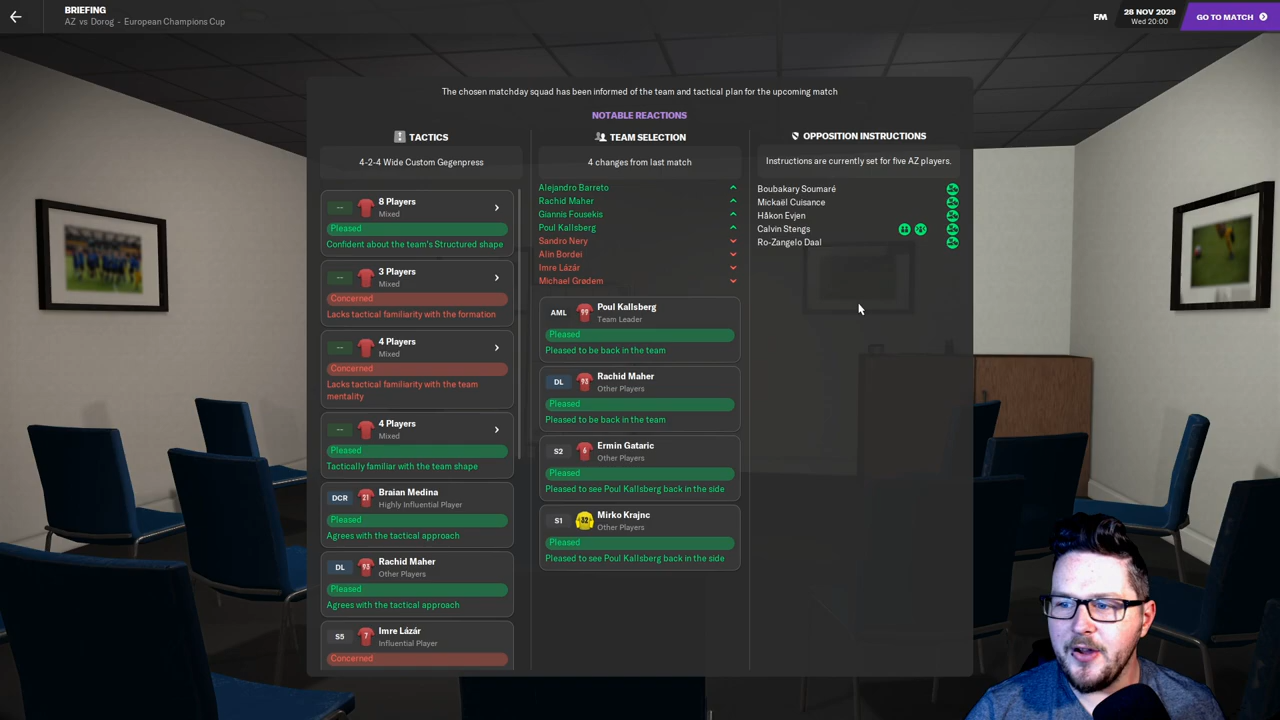 BRIEFING
AZ vs Dorog - European Champions Cup
FM
28 NOV 2029
Wed 20:00
GO TO MATCH
The chosen matchday squad has been informed of the team and tactical plan for the upcoming match
NOTABLE REACTIONS
TACTICS
4-2-4 Wide Custom Gegenpress
-- 8 Players
Mixed
Pleased
Confident about the team's Structured shape
-- 3 Players
Mixed
Concerned
Lacks tactical familiarity with the formation
-- 4 Players
Mixed
Concerned
Lacks tactical familiarity with the team
mentality
-- 4 Players
Mixed
Pleased
Tactically familiar with the team shape
DCR 21 Braian Medina
Highly Influential Player
Pleased
Agrees with the tactical approach
DL 93 Rachid Maher
Other Players
Pleased
Agrees with the tactical approach
S5 7 Imre Lázár
Influential Player
Concerned
TEAM SELECTION
4 changes from last match
Alejandro Barreto
Rachid Maher
Giannis Fousekis
Poul Kallsberg
Sandro Nery
Alin Bordei
Imre Lázár
Michael Grødem
AML 99 Poul Kallsberg
Team Leader
Pleased
Pleased to be back in the team
DL 93 Rachid Maher
Other Players
Pleased
Pleased to be back in the team
S2 6 Ermin Gataric
Other Players
Pleased
Pleased to see Poul Kallsberg back in the side
S1 32 Mirko Krajnc
Other Players
Pleased
Pleased to see Poul Kallsberg back in the side
OPPOSITION INSTRUCTIONS
Instructions are currently set for five AZ players.
Boubakary Soumaré
Mickaël Cuisance
Håkon Evjen
Calvin Stengs
Ro-Zangelo Daal